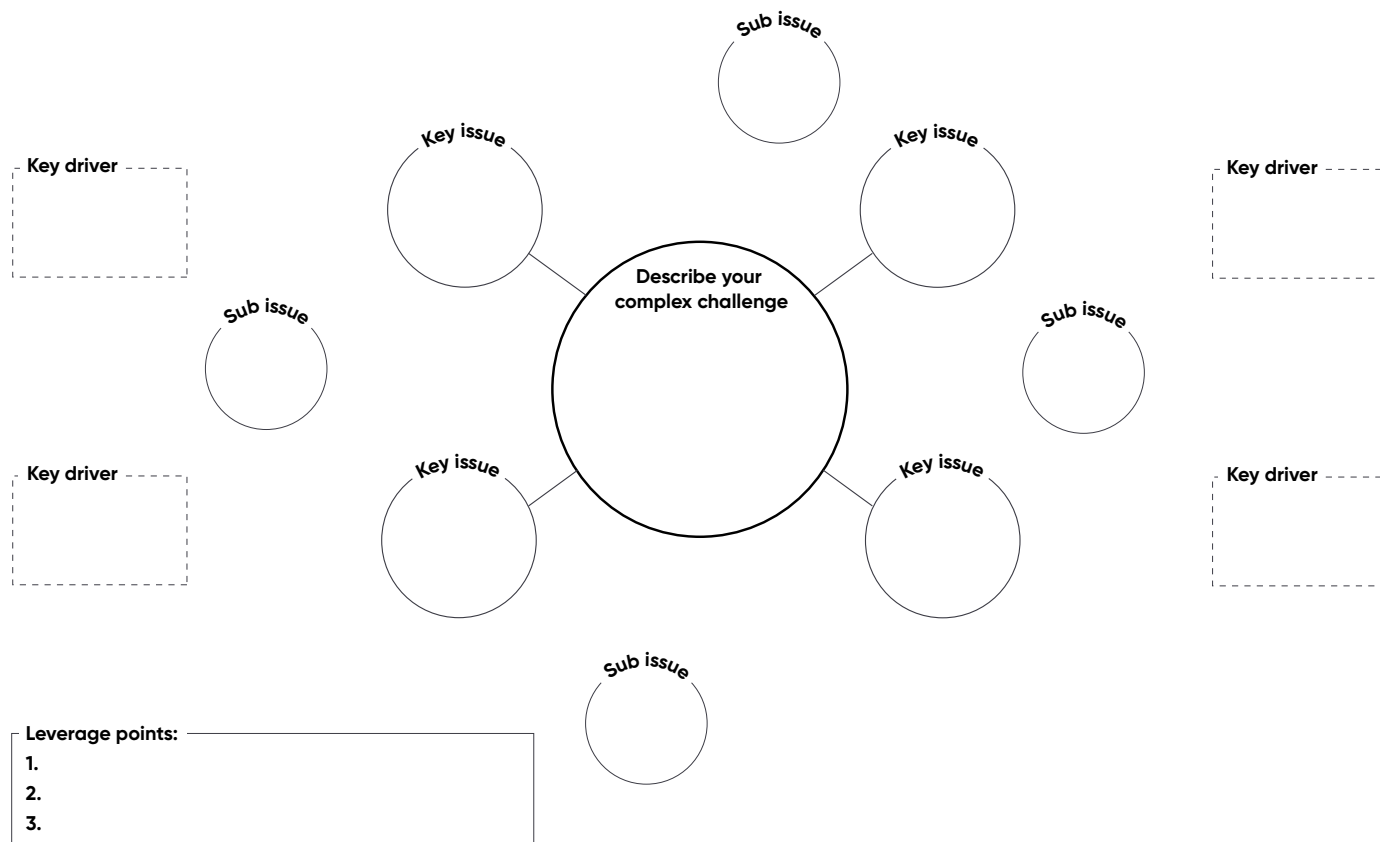 Sub issue
Key issue
Key issue
Key driver
Key driver
Describe your
complex challenge
Sub issue
Sub issue
Key issue
Key issue
Key driver
Key driver
Sub issue
Leverage points:
1.
2.
3.